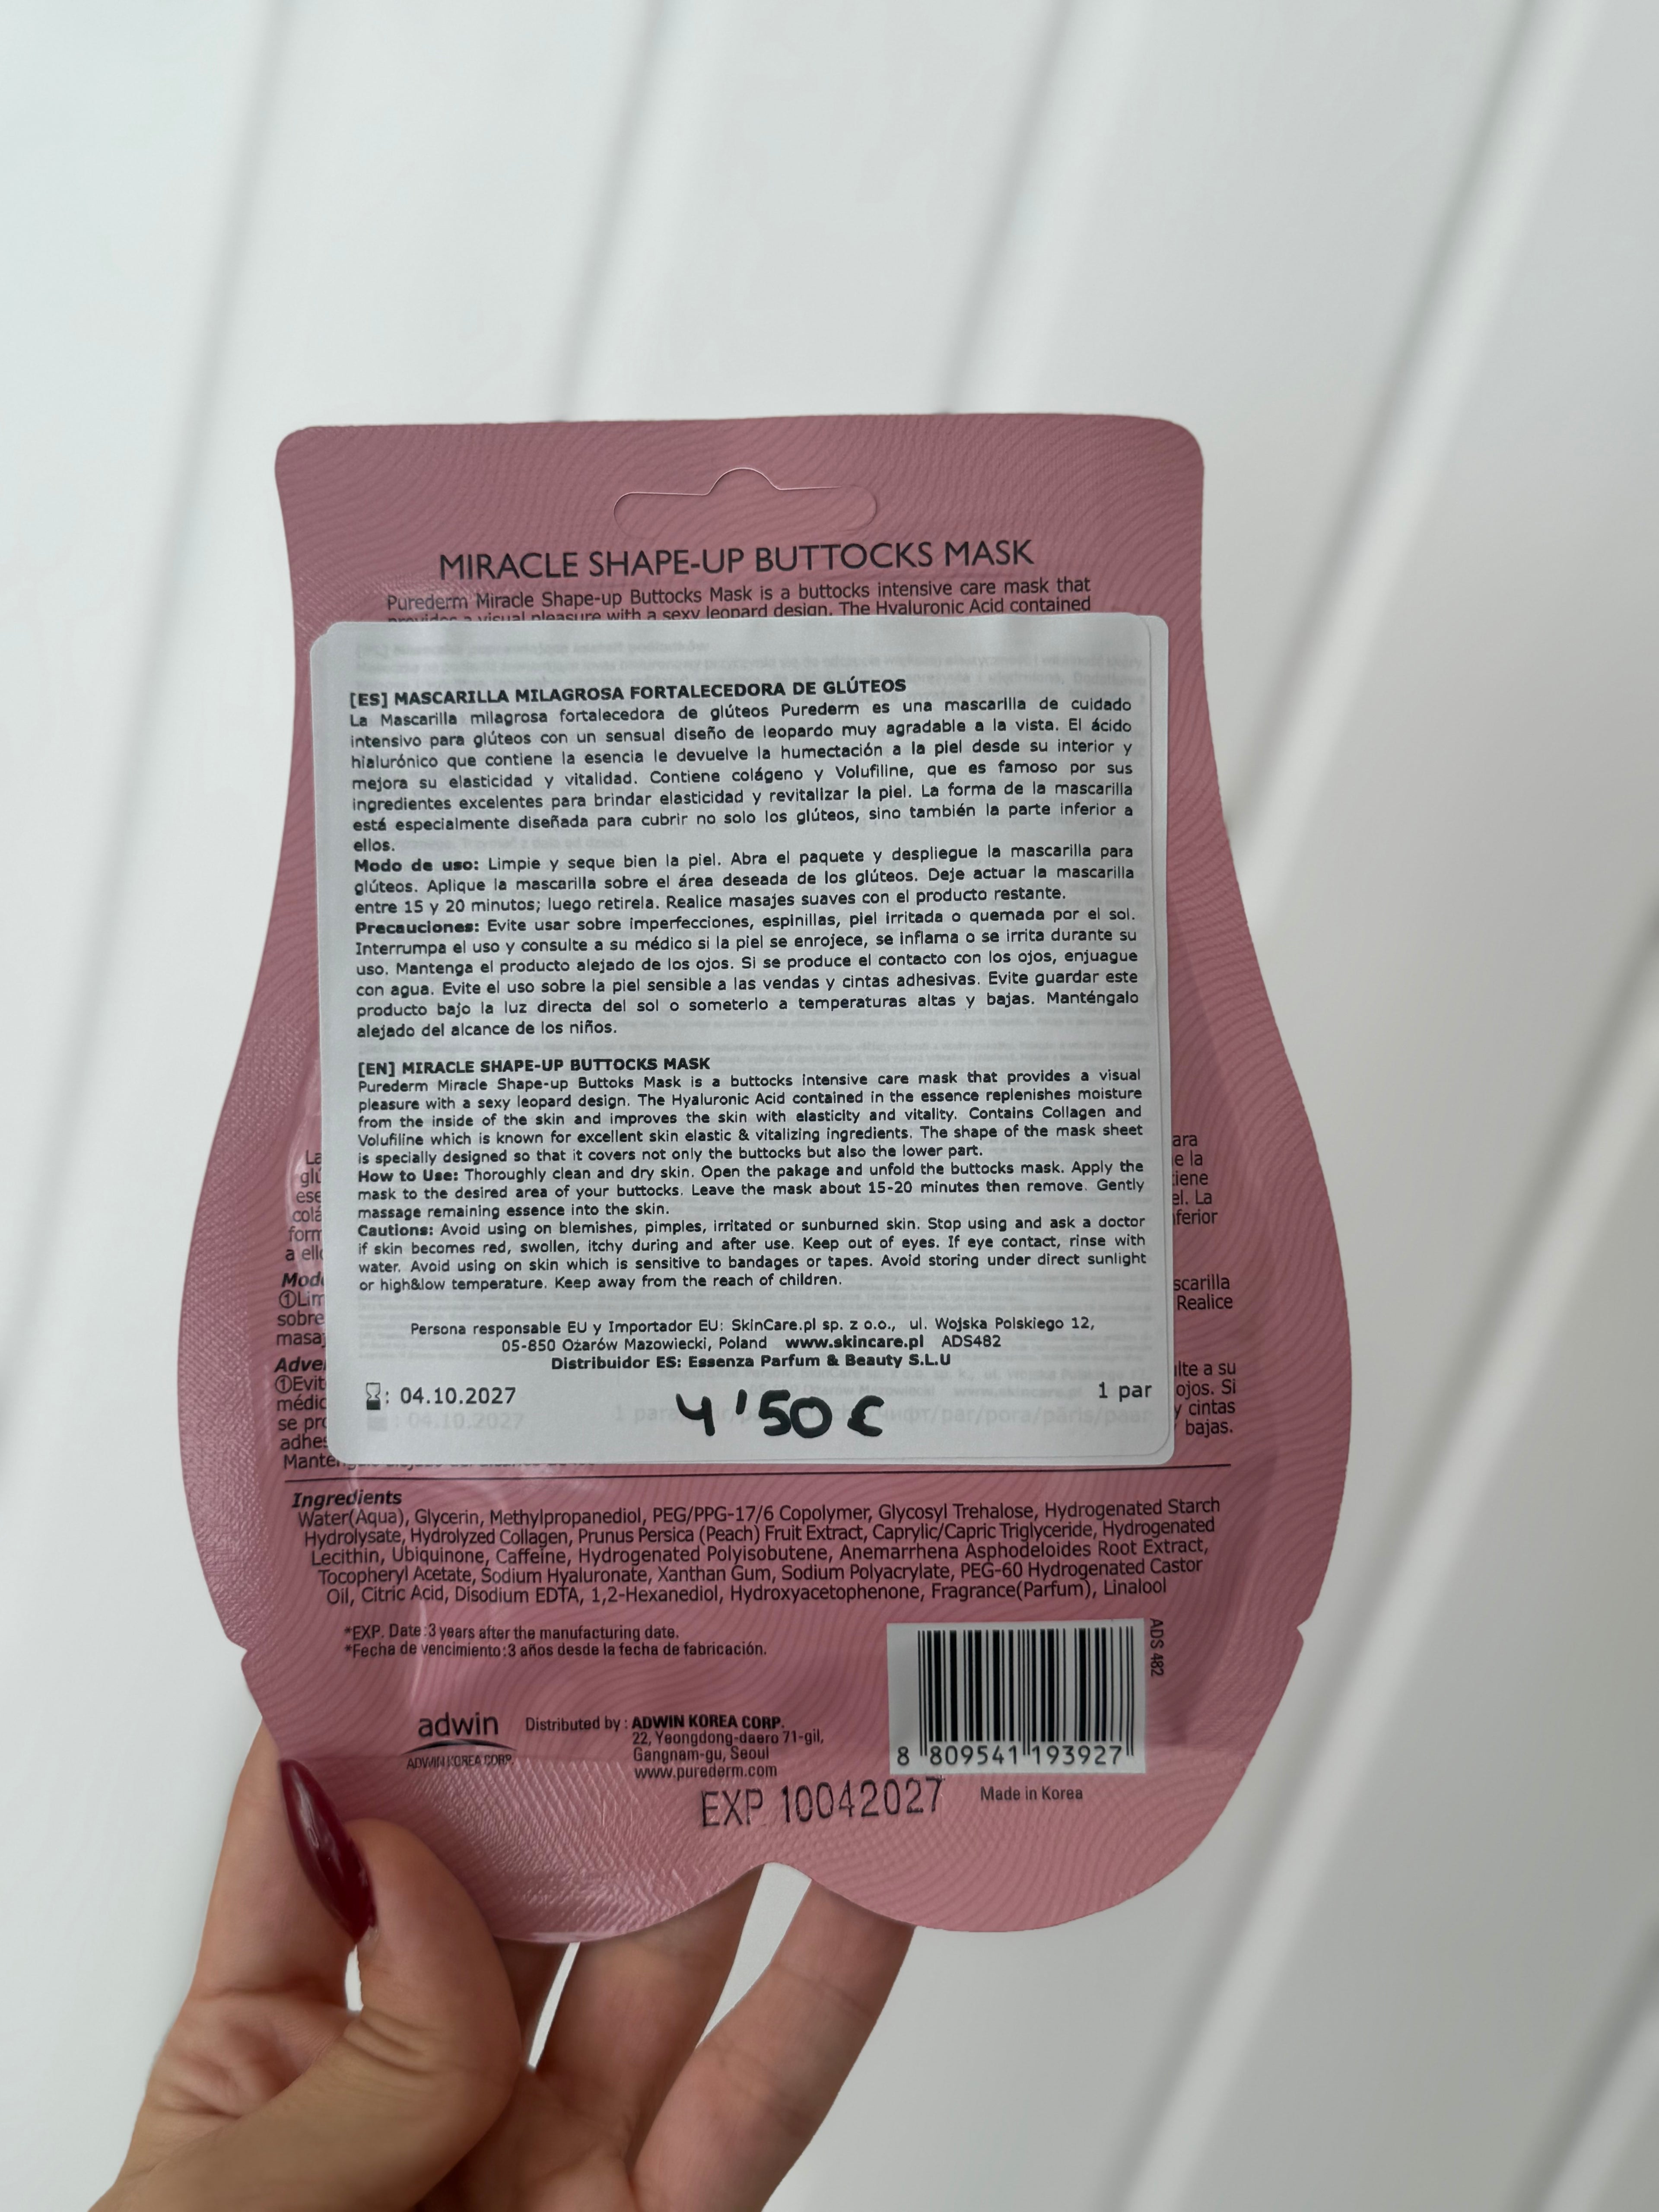 MIRACLE SHAPE-UP BUTTOCKS MASK
Purederm Miracle Shape-up Buttocks Mask is a buttocks intensive care mask that
provides a visual pleasure with a sexy leopard design. The Hyaluronic Acid contained
[ES] MASCARILLA MILAGROSA FORTALECEDORA DE GLÚTEOS
La Mascarilla milagrosa fortalecedora de glúteos Purederm es una mascarilla de cuidado
intensivo para glúteos con un sensual diseño de leopardo muy agradable a la vista. El ácido
hialurónico que contiene la esencia le devuelve la humectación a la piel desde su interior y
mejora su elasticidad y vitalidad. Contiene colágeno y Volufiline, que es famoso por sus
ingredientes excelentes para brindar elasticidad y revitalizar la piel. La forma de la mascarilla
está especialmente diseñada para cubrir no solo los glúteos, sino también la parte inferior a
ellos.
Modo de uso: Limpie y seque bien la piel. Abra el paquete y despliegue la mascarilla para
glúteos. Aplique la mascarilla sobre el área deseada de los glúteos. Deje actuar la mascarilla
entre 15 y 20 minutos; luego retirela. Realice masajes suaves con el producto restante.
Precauciones: Evite usar sobre imperfecciones, espinillas, piel irritada o quemada por el sol.
Interrumpa el uso y consulte a su médico si la piel se enrojece, se inflama o se irrita durante su
uso. Mantenga el producto alejado de los ojos. Si se produce el contacto con los ojos, enjuague
con agua. Evite el uso sobre la piel sensible a las vendas y cintas adhesivas. Evite guardar este
producto bajo la luz directa del sol o someterlo a temperaturas altas y bajas. Manténgalo
alejado del alcance de los niños.
[EN] MIRACLE SHAPE-UP BUTTOCKS MASK
Purederm Miracle Shape-up Buttoks Mask is a buttocks intensive care mask that provides a visual
pleasure with a sexy leopard design. The Hyaluronic Acid contained in the essence replenishes moisture
from the inside of the skin and improves the skin with elasticity and vitality. Contains Collagen and
Volufiline which is known for excellent skin elastic & vitalizing ingredients. The shape of the mask sheet
is specially designed so that it covers not only the buttocks but also the lower part.
How to Use: Thoroughly clean and dry skin. Open the pakage and unfold the buttocks mask. Apply the
mask to the desired area of your buttocks. Leave the mask about 15-20 minutes then remove. Gently
massage remaining essence into the skin.
Cautions: Avoid using on blemishes, pimples, irritated or sunburned skin. Stop using and ask a doctor
if skin becomes red, swollen, itchy during and after use. Keep out of eyes. If eye contact, rinse with
water. Avoid using on skin which is sensitive to bandages or tapes. Avoid storing under direct sunlight
or high&low temperature. Keep away from the reach of children.
Persona responsable EU y Importador EU: SkinCare.pl sp. z o.o., ul. Wojska Polskiego 12,
05-850 Ożarów Mazowiecki, Poland www.skincare.pl ADS482
Distribuidor ES: Essenza Parfum & Beauty S.L.U
: 04.10.2027
4'50 €
1 par
Ingredients
Water(Aqua), Glycerin, Methylpropanediol, PEG/PPG-17/6 Copolymer, Glycosyl Trehalose, Hydrogenated Starch
Hydrolysate, Hydrolyzed Collagen, Prunus Persica (Peach) Fruit Extract, Caprylic/Capric Triglyceride, Hydrogenated
Lecithin, Ubiquinone, Caffeine, Hydrogenated Polyisobutene, Anemarrhena Asphodeloides Root Extract,
Tocopheryl Acetate, Sodium Hyaluronate, Xanthan Gum, Sodium Polyacrylate, PEG-60 Hydrogenated Castor
Oil, Citric Acid, Disodium EDTA, 1,2-Hexanediol, Hydroxyacetophenone, Fragrance(Parfum), Linalool
*EXP. Date:3 years after the manufacturing date.
*Fecha de vencimiento:3 años desde la fecha de fabricación.
ADS 482
adwin
ADWIN KOREA CORP.
Distributed by : ADWIN KOREA CORP.
22, Yeongdong-daero 71-gil,
Gangnam-gu, Seoul
www.purederm.com
8 809541 193927
Made in Korea
EXP 10042027